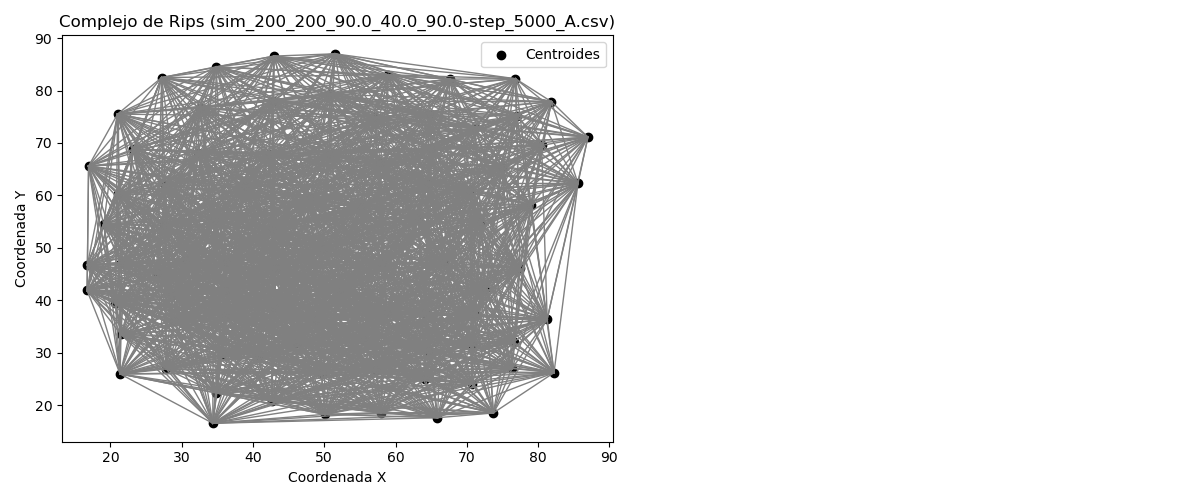 Complejo de Rips (sim_200_200_90.0_40.0_90.0-step_5000_A.csv)
Centroides
90
80
70
60
50
40
30
20
Coordenada Y
20 30 40 50 60 70 80 90
Coordenada X